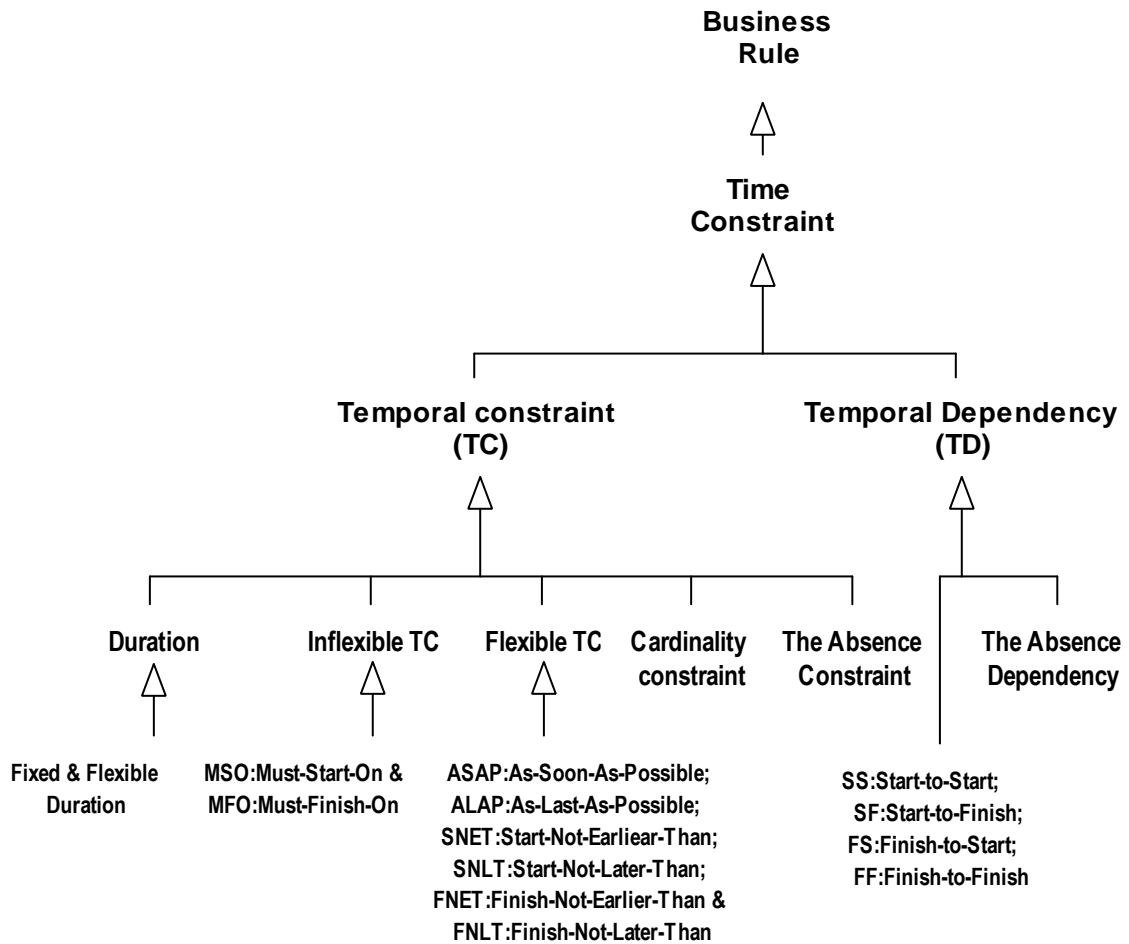 Business
Rule
Time
Constraint
Temporal constraint
(TC)
Temporal Dependency
(TD)
Duration
Inflexible TC
Flexible TC
Cardinality
constraint
The Absence
Constraint
The Absence
Dependency
Fixed & Flexible
Duration
MSO:Must-Start-On &
MFO:Must-Finish-On
ASAP:As-Soon-As-Possible;
ALAP:As-Last-As-Possible;
SNET:Start-Not-Earliear-Than;
SNLT:Start-Not-Later-Than;
FNET:Finish-Not-Earlier-Than &
FNLT:Finish-Not-Later-Than
SS:Start-to-Start;
SF:Start-to-Finish;
FS:Finish-to-Start;
FF:Finish-to-Finish